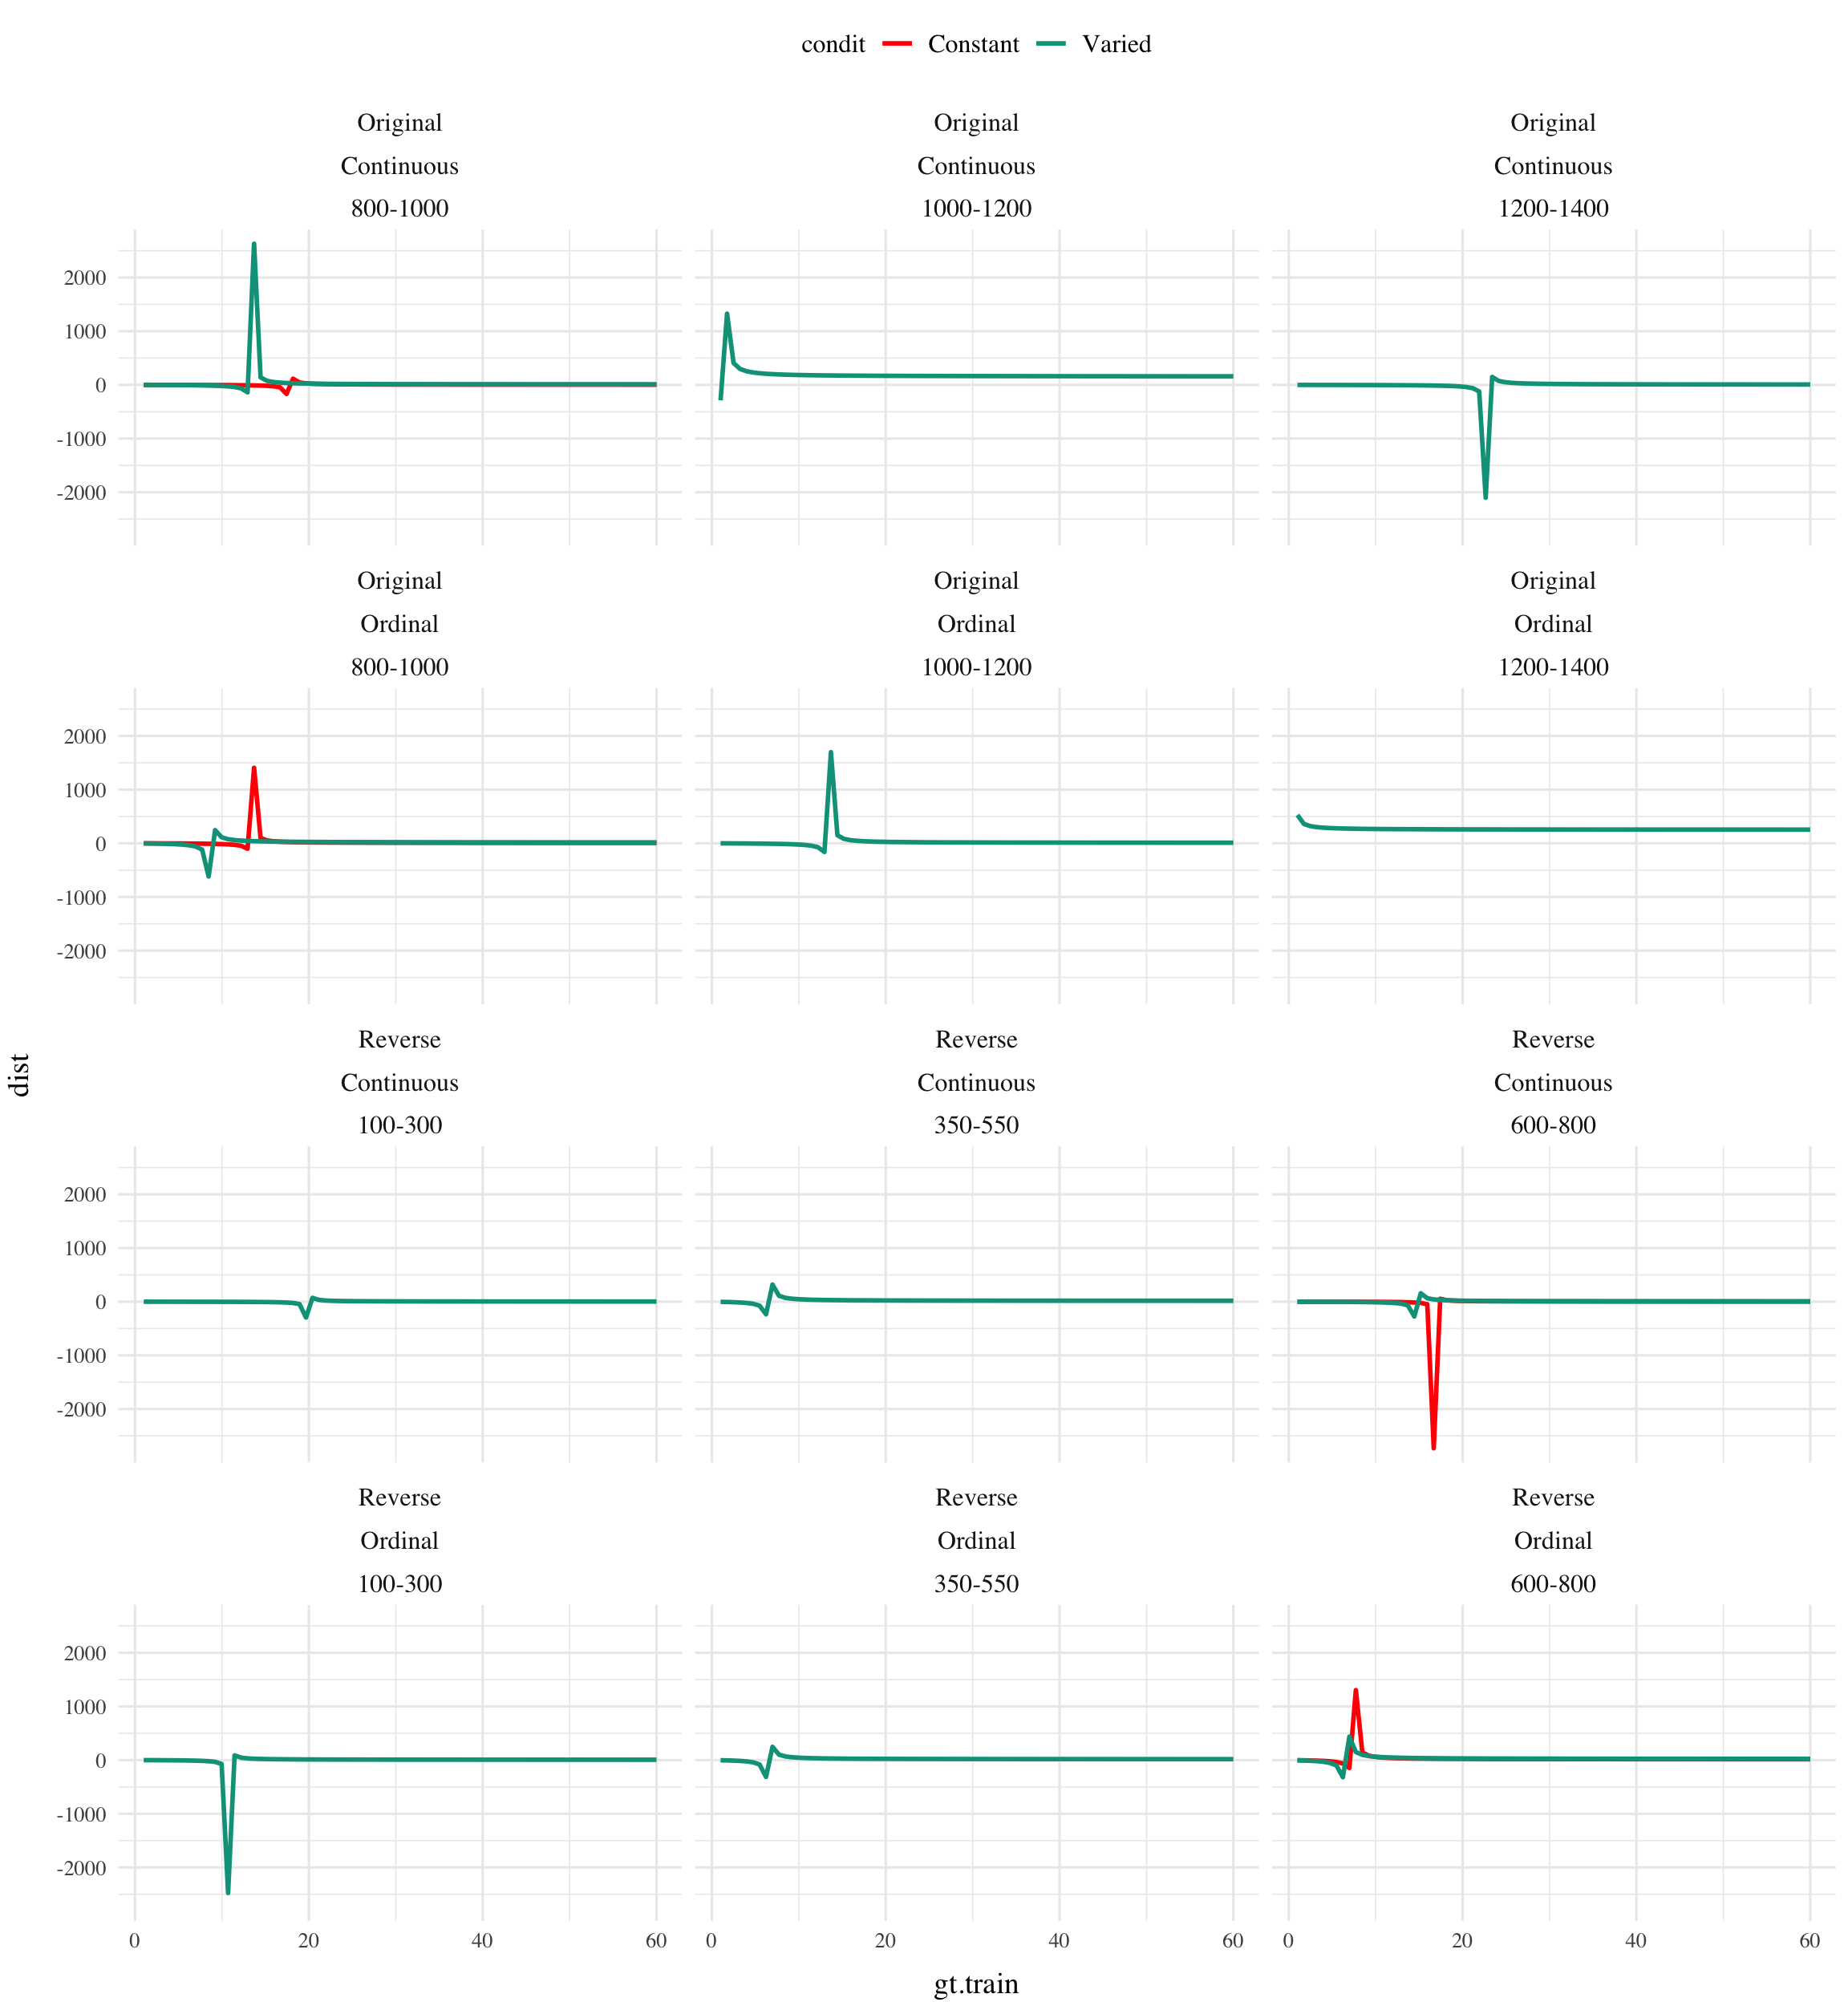 condit Constant Varied
Original Original Original
Continuous Continuous Continuous
800-1000 1000-1200 1200-1400
2000
1000
0
-1000
-2000
Original Original Original
Ordinal Ordinal Ordinal
800-1000 1000-1200 1200-1400
2000
1000
0
-1000
-2000
Reverse Reverse Reverse
dist
Continuous Continuous Continuous
100-300 350-550 600-800
2000
1000
0
-1000
-2000
Reverse Reverse Reverse
Ordinal Ordinal Ordinal
100-300 350-550 600-800
2000
1000
0
-1000
-2000
0 20 40 60 0 20 40 60 0 20 40 60
gt.train